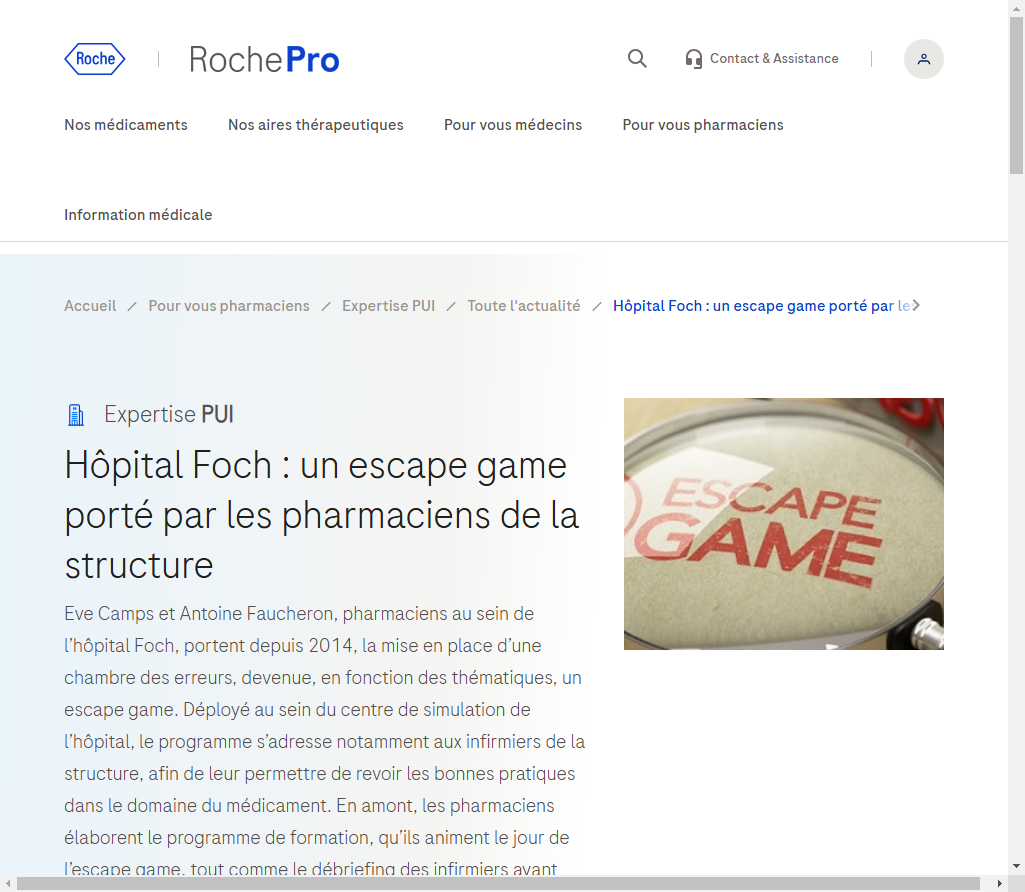 Roche
RochePro
Contact & Assistance
Nos médicaments
Nos aires thérapeutiques
Pour vous médecins
Pour vous pharmaciens
Information médicale
Accueil / Pour vous pharmaciens / Expertise PUI / Toute l'actualité / Hôpital Foch : un escape game porté par le
Expertise PUI
Hôpital Foch : un escape game
porté par les pharmaciens de la
structure
ESCAPE
GAME
Eve Camps et Antoine Faucheron, pharmaciens au sein de
l’hôpital Foch, portent depuis 2014, la mise en place d’une
chambre des erreurs, devenue, en fonction des thématiques, un
escape game. Déployé au sein du centre de simulation de
l’hôpital, le programme s’adresse notamment aux infirmiers de la
structure, afin de leur permettre de revoir les bonnes pratiques
dans le domaine du médicament. En amont, les pharmaciens
élaborent le programme de formation, qu’ils animent le jour de
l’escape game, tout comme le débriefing des infirmiers ayant